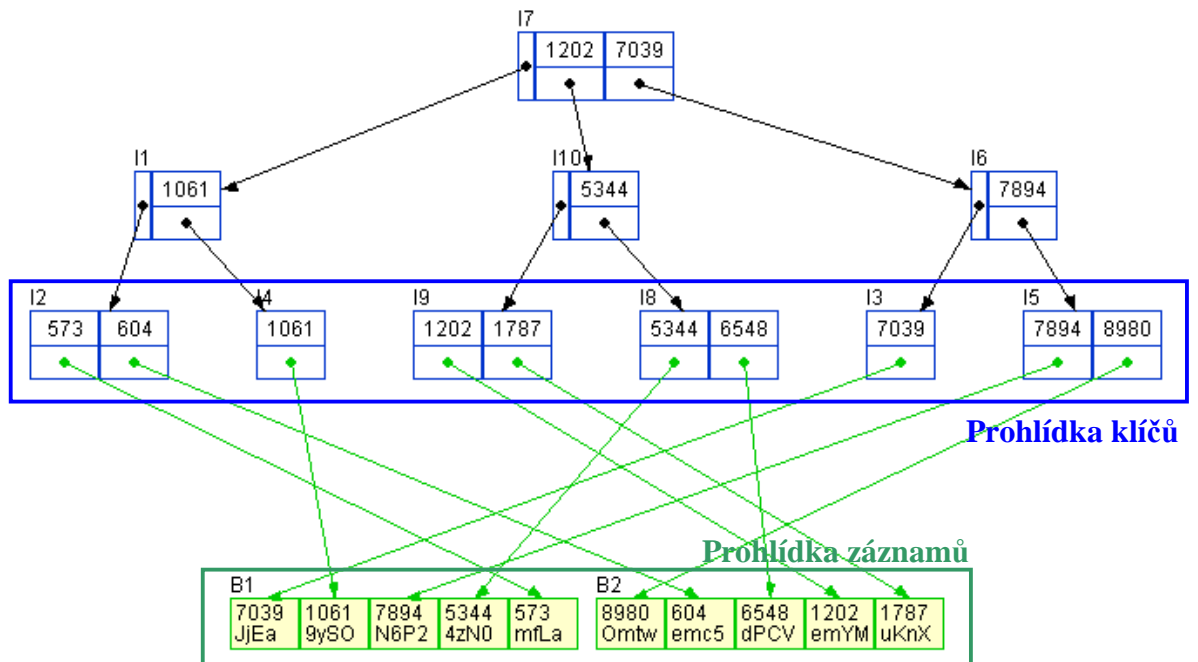 I7
1202 7039
I1 I10 I6
1061 5344 7894
I2 I4 I9 I8 I3 I5
573 604 1061 1202 1787 5344 6548 7039 7894 8980
Prohlídka klíčů
Prohlídka záznamů
B1 B2
7039 1061 7894 5344 573 8980 604 6548 1202 1787
JjEa 9ySO N6P2 4zN0 mfLa Omtw emc5 dPCV emYM uKnX